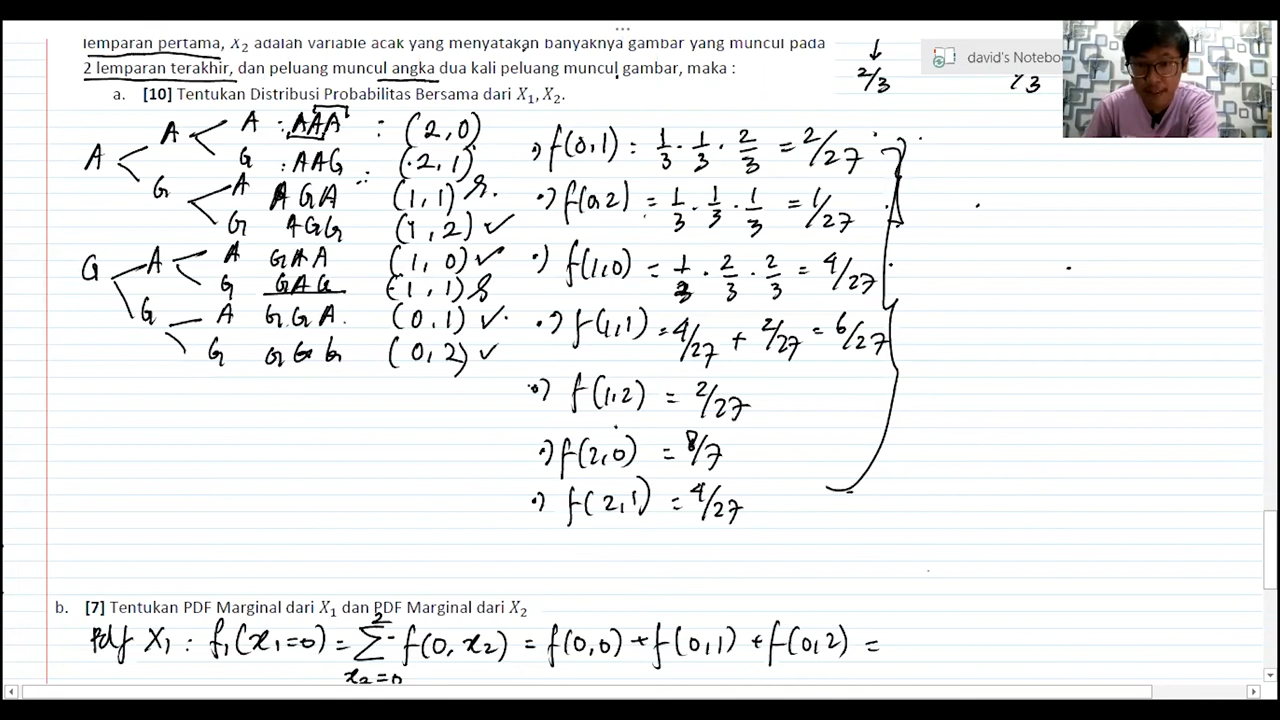 lemparan pertama, X₂ adalah variable acak yang menyatakan banyaknya gambar yang muncul pada
2 lemparan terakhir, dan peluang muncul angka dua kali peluang muncul gambar, maka :
2/3
1/3
david's Notebo
a. [10] Tentukan Distribusi Probabilitas Bersama dari X₁, X₂.
A A A : AAA : (2,0)
G : AAG : (2,1)
G A AGA (1,1)
G AGG (1,2) ✓
G A A GAA (1,0) ✓
G GAG (1,1)
G A GGA. (0,1) ✓
G GGG (0,2) ✓
•) f(0,1) = 1/3 . 1/3 . 2/3 = 2/27
•) f(0,2) = 1/3 . 1/3 . 1/3 = 1/27
•) f(1,0) = 1/3 . 2/3 . 2/3 = 4/27
•) f(1,1) = 4/27 + 2/27 = 6/27
•) f(1,2) = 2/27
•) f(2,0) = 8/7
•) f(2,1) = 4/27
b. [7] Tentukan PDF Marginal dari X₁ dan PDF Marginal dari X₂
Pdf X₁ : f₁(x₁=0) = 2∑x₂=0 f(0,x₂) = f(0,0) + f(0,1) + f(0,2) =